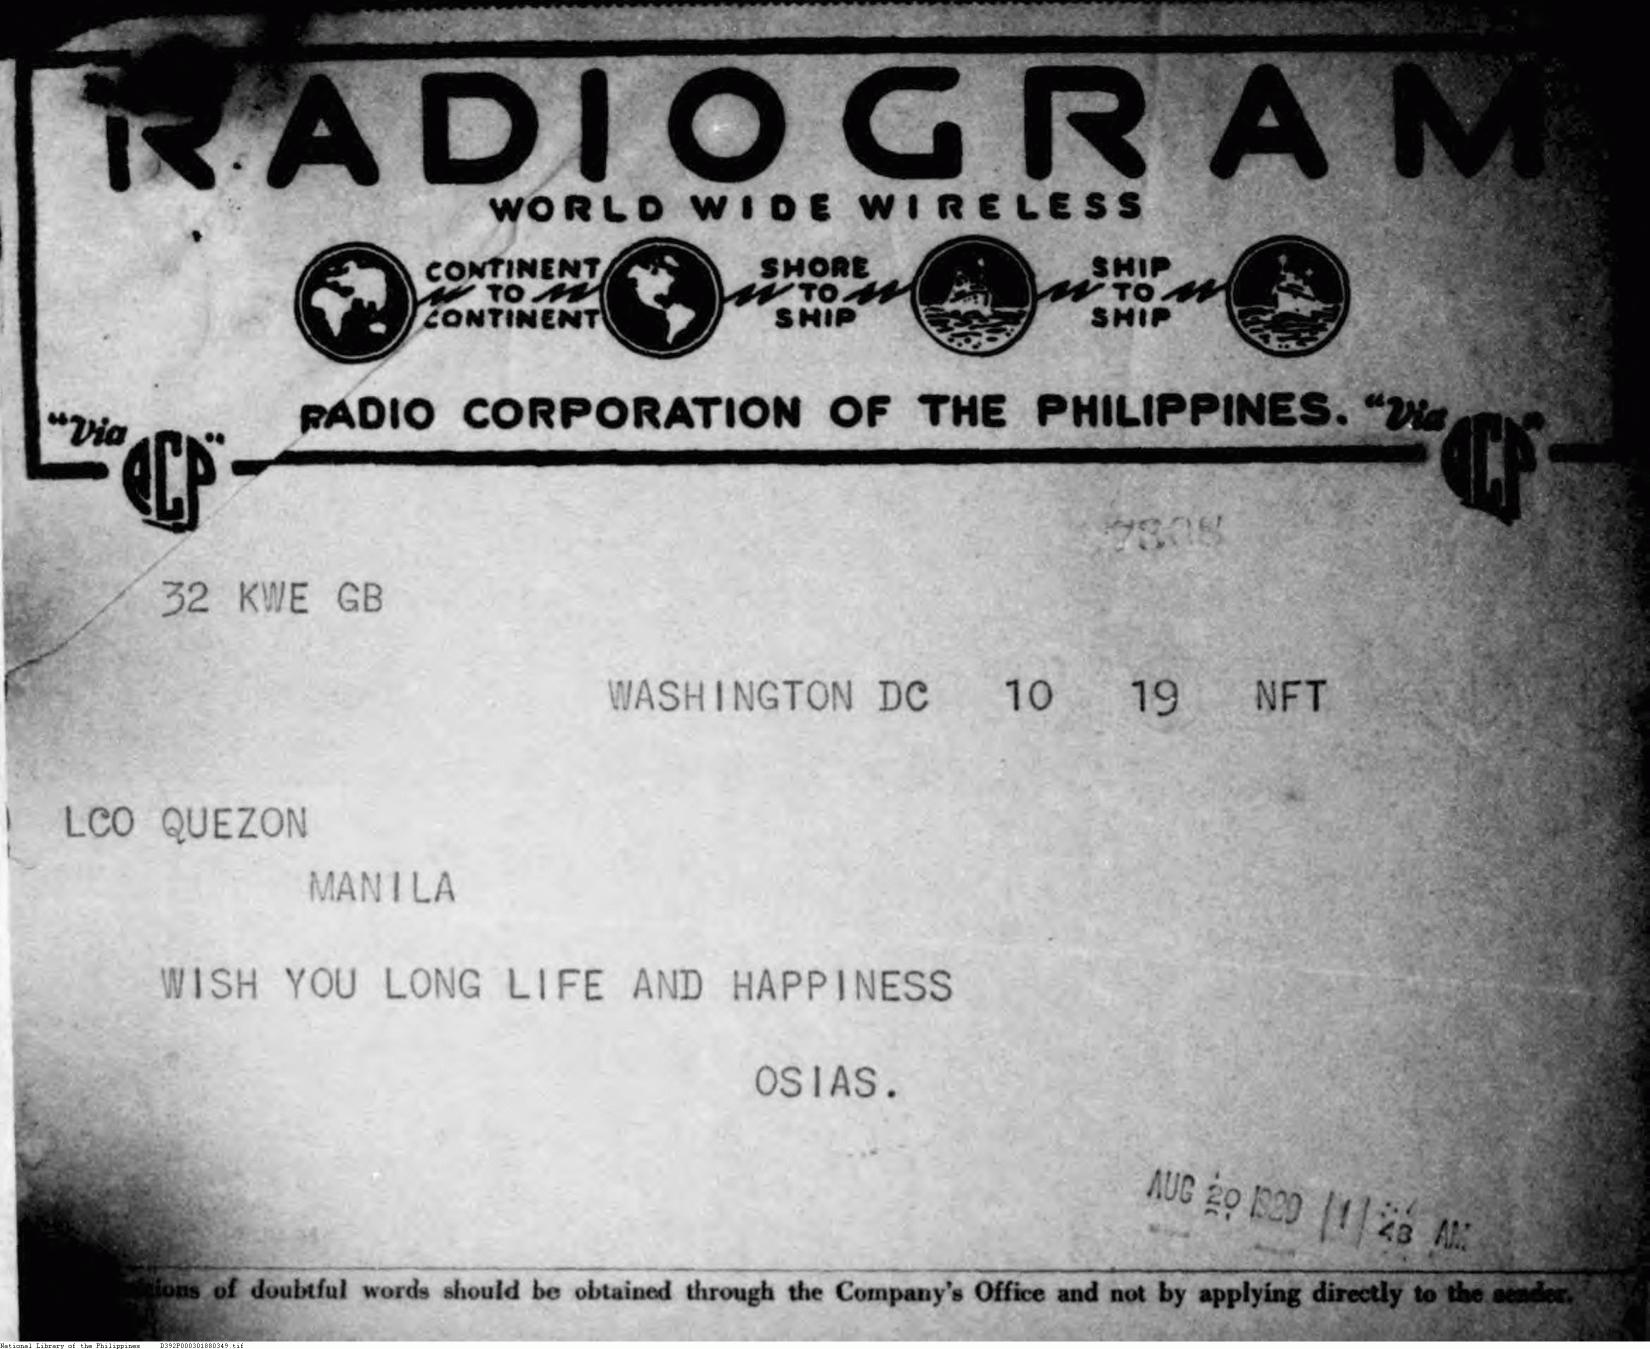 RADIOGRAM
WORLD WIDE WIRELESS
CONTINENT TO CONTINENT
SHORE TO SHIP
SHIP TO SHIP
"Via RCP" RADIO CORPORATION OF THE PHILIPPINES. "Via RCP"
32 KWE GB
WASHINGTON DC 10 19 NFT
LCO QUEZON
MANILA
WISH YOU LONG LIFE AND HAPPINESS
OSIAS.
AUG 20 AM
of doubtful words should be obtained through the Company's Office and not by applying directly to the sender.
National Library of the Philippines D392P000301880349.tif